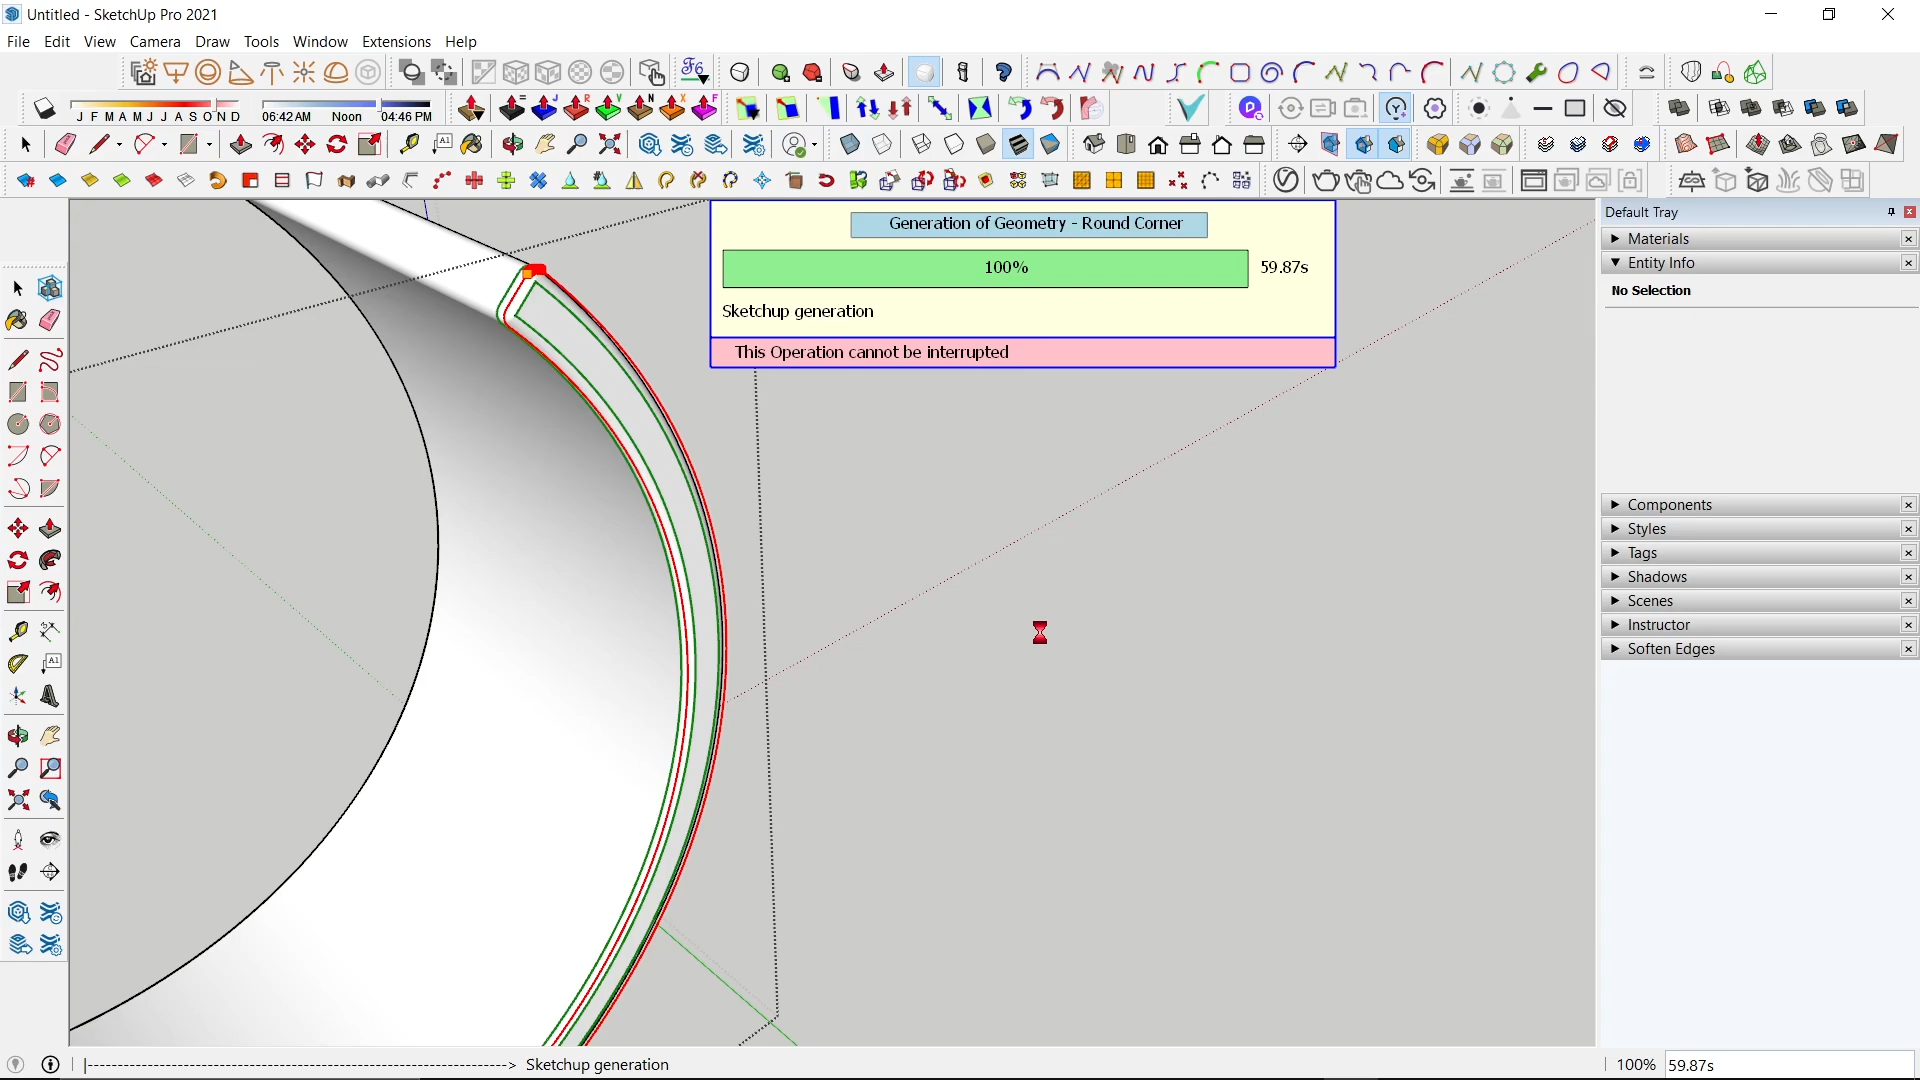 Untitled - SketchUp Pro 2021
File Edit View Camera Draw Tools Window Extensions Help
J F M A M J J A S O N D 06:42 AM Noon 04:46 PM
Default Tray
Materials
Entity Info
No Selection
Components
Styles
Tags
Shadows
Scenes
Instructor
Soften Edges
Generation of Geometry - Round Corner
100% 59.87s
Sketchup generation
This Operation cannot be interrupted
|-----------------------------------------------------------------------> Sketchup generation
100% 59.87s